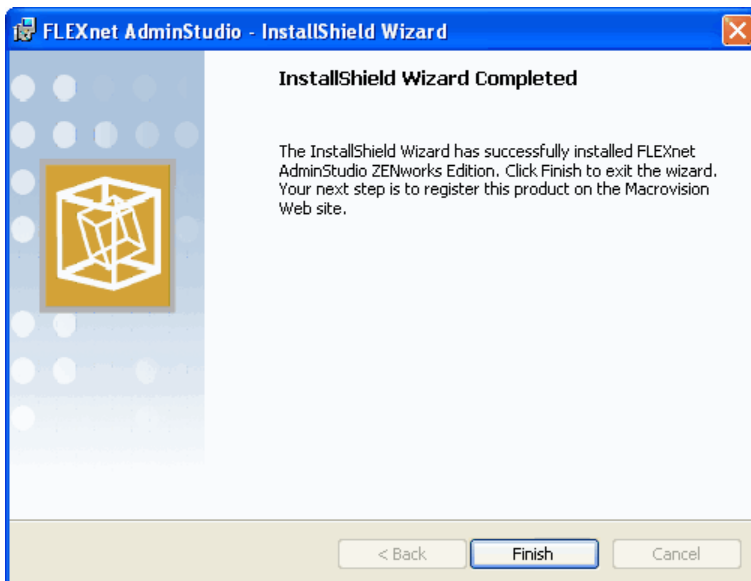 FLEXnet AdminStudio - InstallShield Wizard
InstallShield Wizard Completed
The InstallShield Wizard has successfully installed FLEXnet
AdminStudio ZENworks Edition. Click Finish to exit the wizard.
Your next step is to register this product on the Macrovision
Web site.
< Back
Finish
Cancel